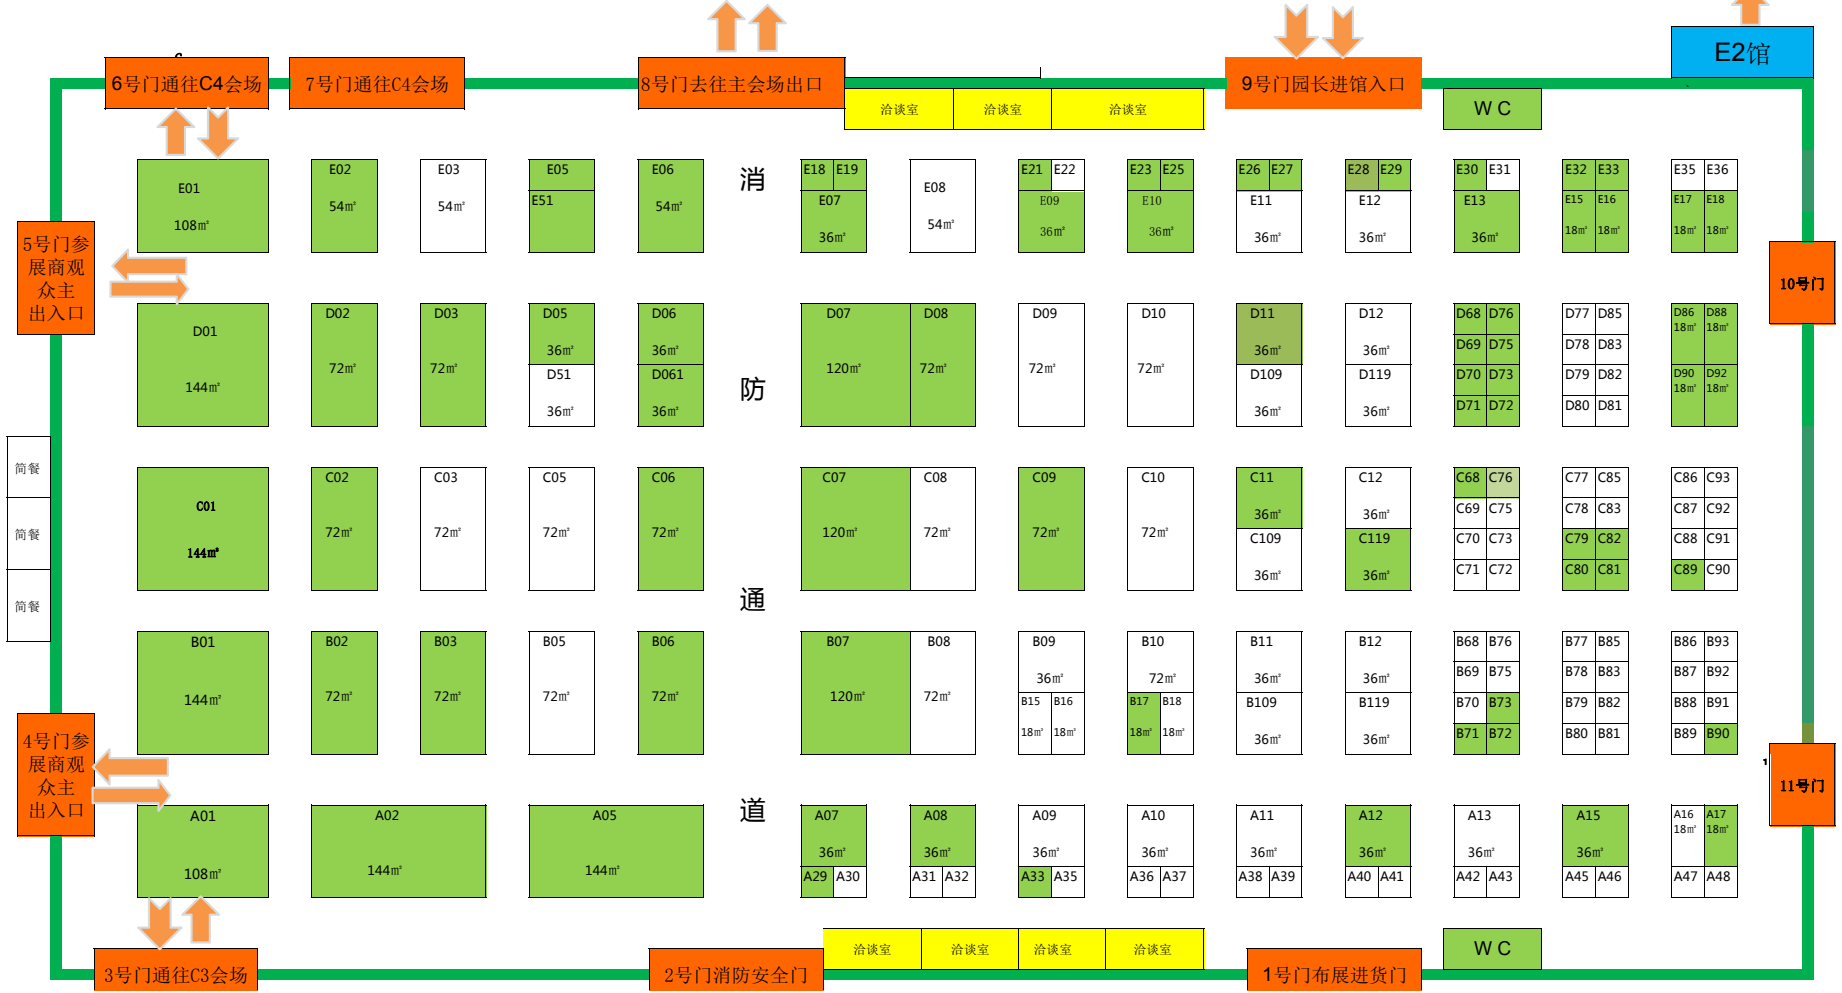 E2馆
6号门通往C4会场
7号门通往C4会场
8号门去往主会场出口
9号门园长进馆入口
洽谈室
洽谈室
洽谈室
W C
E01
108㎡
E02
54㎡
E03
54㎡
E05
E51
E06
54㎡
消
E18 E19
E07
36㎡
E08
54㎡
E21 E22
E09
36㎡
E23 E25
E10
36㎡
E26 E27
E11
36㎡
E28 E29
E12
36㎡
E30 E31
E13
36㎡
E32 E33
E15 E16
18㎡ 18㎡
E35 E36
E17 E18
18㎡ 18㎡
5号门参
展商观
众主
出入口
10号门
D01
144㎡
D02
72㎡
D03
72㎡
D05
36㎡
D51
36㎡
D06
36㎡
D061
36㎡
防
D07
120㎡
D08
72㎡
D09
72㎡
D10
72㎡
D11
36㎡
D109
36㎡
D12
36㎡
D119
36㎡
D68 D76
D69 D75
D70 D73
D71 D72
D77 D85
D78 D83
D79 D82
D80 D81
D86 D88
18㎡ 18㎡
D90 D92
18㎡ 18㎡
简餐
简餐
简餐
C01
144㎡
C02
72㎡
C03
72㎡
C05
72㎡
C06
72㎡
通
C07
120㎡
C08
72㎡
C09
72㎡
C10
72㎡
C11
36㎡
C109
36㎡
C12
36㎡
C119
36㎡
C68 C76
C69 C75
C70 C73
C71 C72
C77 C85
C78 C83
C79 C82
C80 C81
C86 C93
C87 C92
C88 C91
C89 C90
B01
144㎡
B02
72㎡
B03
72㎡
B05
72㎡
B06
72㎡
B07
120㎡
B08
72㎡
B09
36㎡
B15 B16
18㎡ 18㎡
B10
72㎡
B17 B18
18㎡ 18㎡
B11
36㎡
B109
36㎡
B12
36㎡
B119
36㎡
B68 B76
B69 B75
B70 B73
B71 B72
B77 B85
B78 B83
B79 B82
B80 B81
B86 B93
B87 B92
B88 B91
B89 B90
4号门参
展商观
众主
出入口
11号门
A01
108㎡
A02
144㎡
A05
144㎡
道
A07
36㎡
A29 A30
A08
36㎡
A31 A32
A09
36㎡
A33 A35
A10
36㎡
A36 A37
A11
36㎡
A38 A39
A12
36㎡
A40 A41
A13
36㎡
A42 A43
A15
36㎡
A45 A46
A16 A17
18㎡ 18㎡
A47 A48
洽谈室
洽谈室
洽谈室
洽谈室
W C
3号门通往C3会场
2号门消防安全门
1号门布展进货门